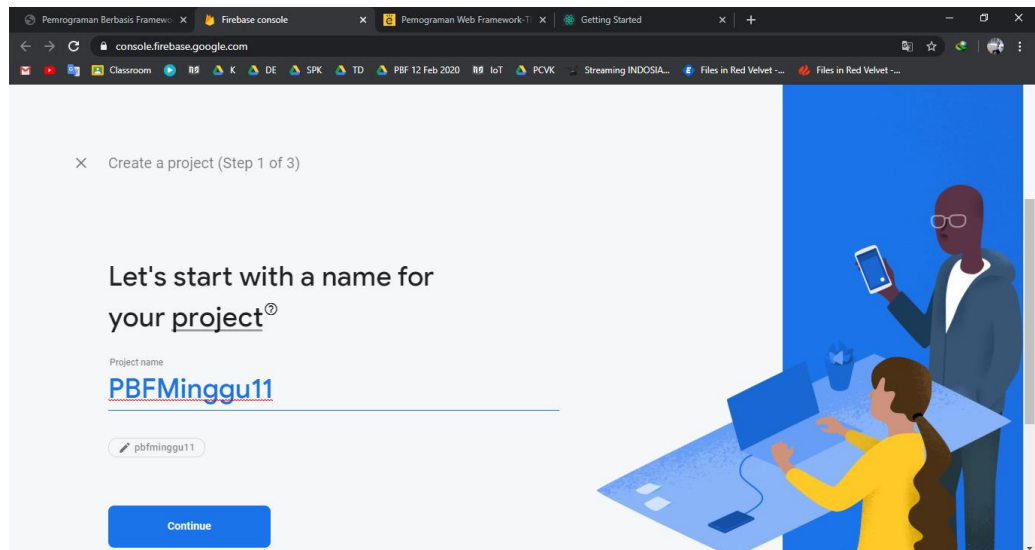 Pemrograman Berbasis Framewo
Firebase console
Pemograman Web Framework-TI
Getting Started
console.firebase.google.com
Classroom
K
DE
SPK
TD
PBF 12 Feb 2020
IoT
PCVK
Streaming INDOSIA...
Files in Red Velvet -...
Files in Red Velvet -...
Create a project (Step 1 of 3)
Let's start with a name for
your project
Project name
PBFMinggu11
pbfminggu11
Continue